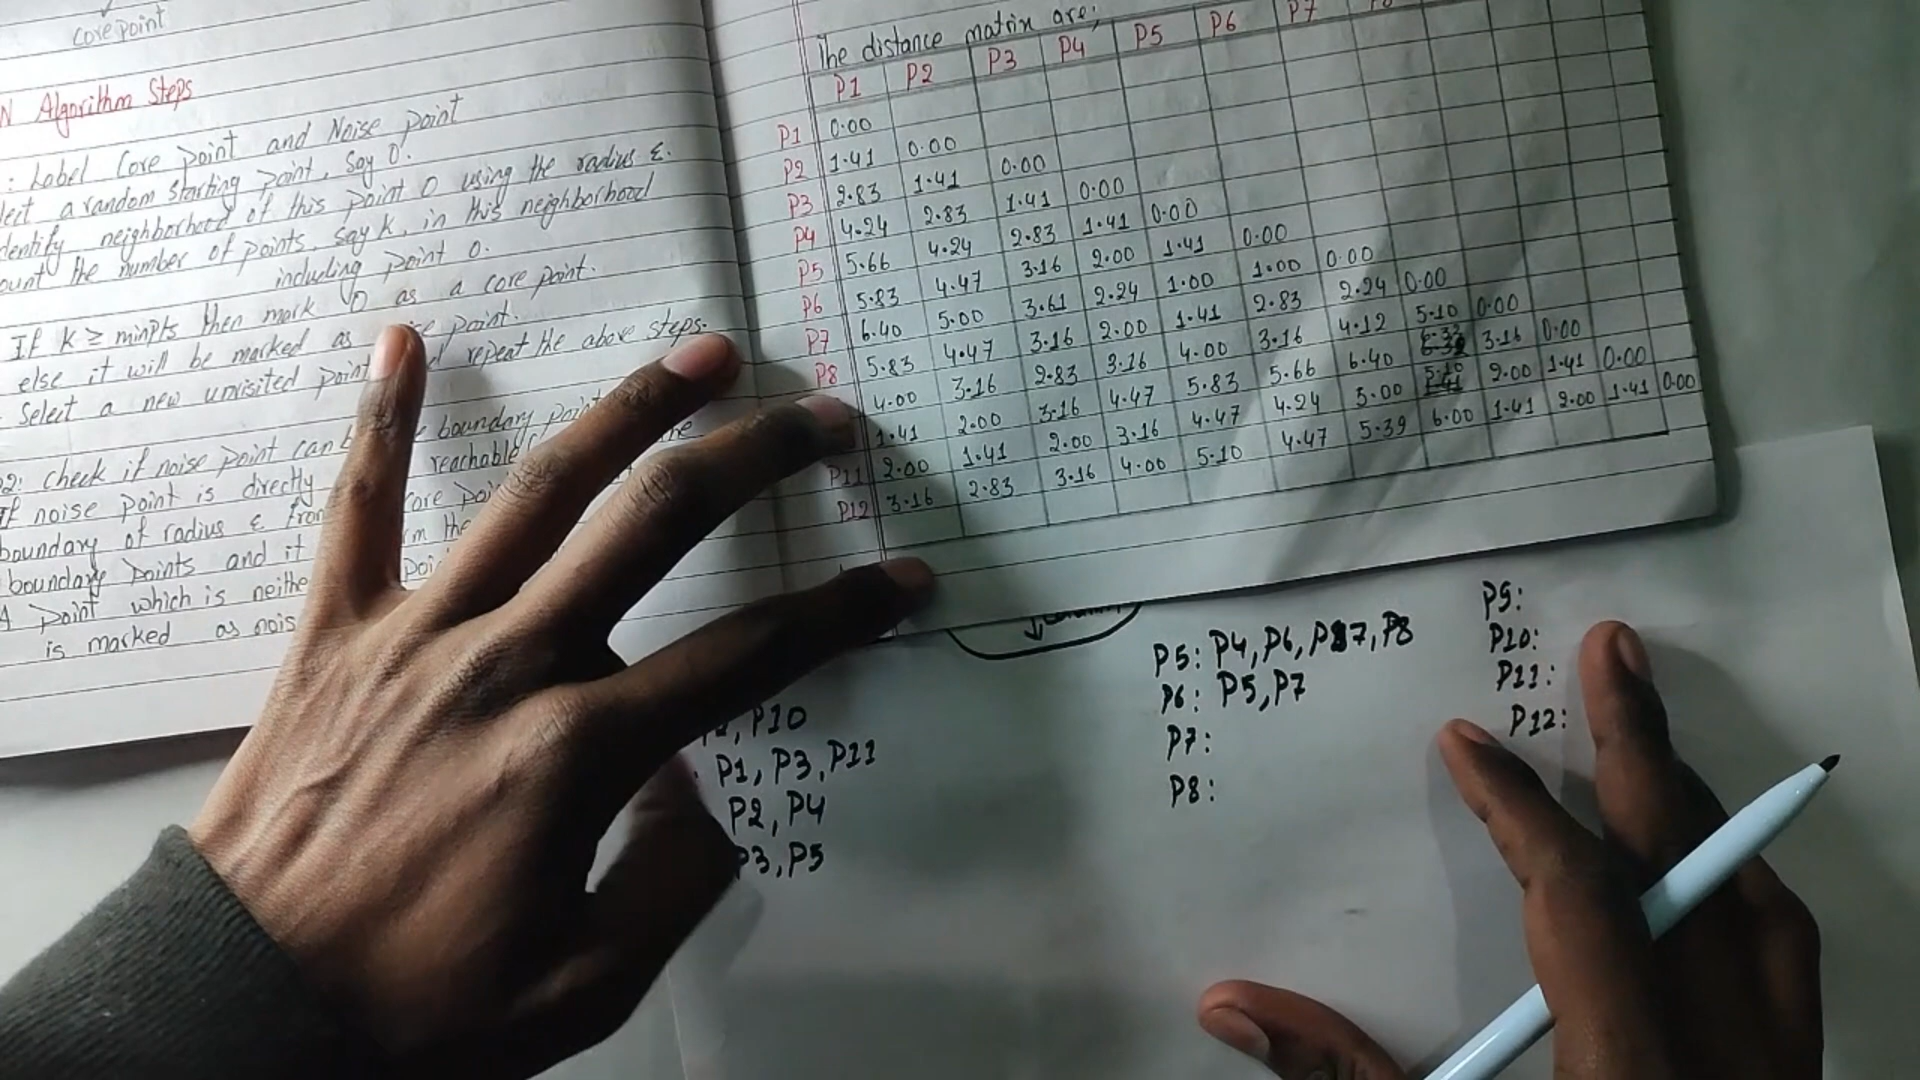 core point
N Algorithm Steps
: Label Core point and Noise point
lect a random starting point, say O.
dentify neighborhood of this point O using the radius ε.
ount the number of points, say k, in this neighborhood
including point O.
If k ≥ minpts then mark O as a core point.
else it will be marked as point.
Select a new unvisited point repeat the above steps.
2: check if noise point can boundary point
If noise point is directly reachable
boundary of radius ε from core
boundary points and it
A point which is
is marked as
The distance matrix are;
P1 P2 P3 P4 P5 P6 P7
P1 0.00
P2 1.41 0.00
P3 2.83 1.41 0.00
P4 4.24 2.83 1.41 0.00
P5 5.66 4.24 2.83 1.41 0.00
P6 5.83 4.47 3.16 2.00 1.41 0.00
P7 6.40 5.00 3.61 2.24 1.00 1.00 0.00
P8 5.83 4.47 3.16 2.00 1.41 2.83 2.24 0.00
4.00 3.16 2.83 3.16 4.00 3.16 4.12 5.10 0.00
1.41 2.00 3.16 4.47 5.83 5.66 6.40 3.16 0.00
P11 2.00 1.41 2.00 3.16 4.47 4.24 5.00 5.10 2.00 1.41 0.00
P12 3.16 2.83 3.16 4.00 5.10 4.47 5.39 6.00 1.41 2.00 1.41 0.00
P10
P1, P3, P11
P2, P4
P3, P5
P5: P4, P6, P7, P8
P6: P5, P7
P7:
P8:
P9:
P10:
P11:
P12: